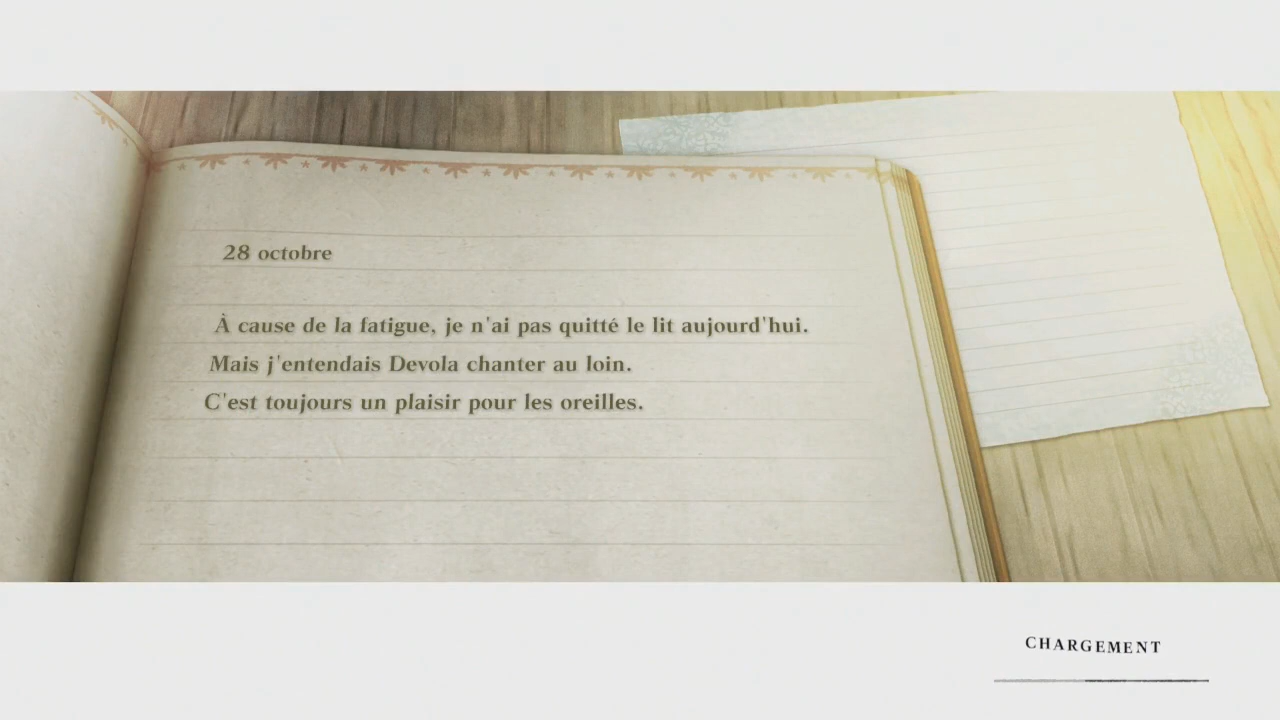 28 octobre
À cause de la fatigue, je n'ai pas quitté le lit aujourd'hui.
Mais j'entendais Devola chanter au loin.
C'est toujours un plaisir pour les oreilles.
CHARGEMENT